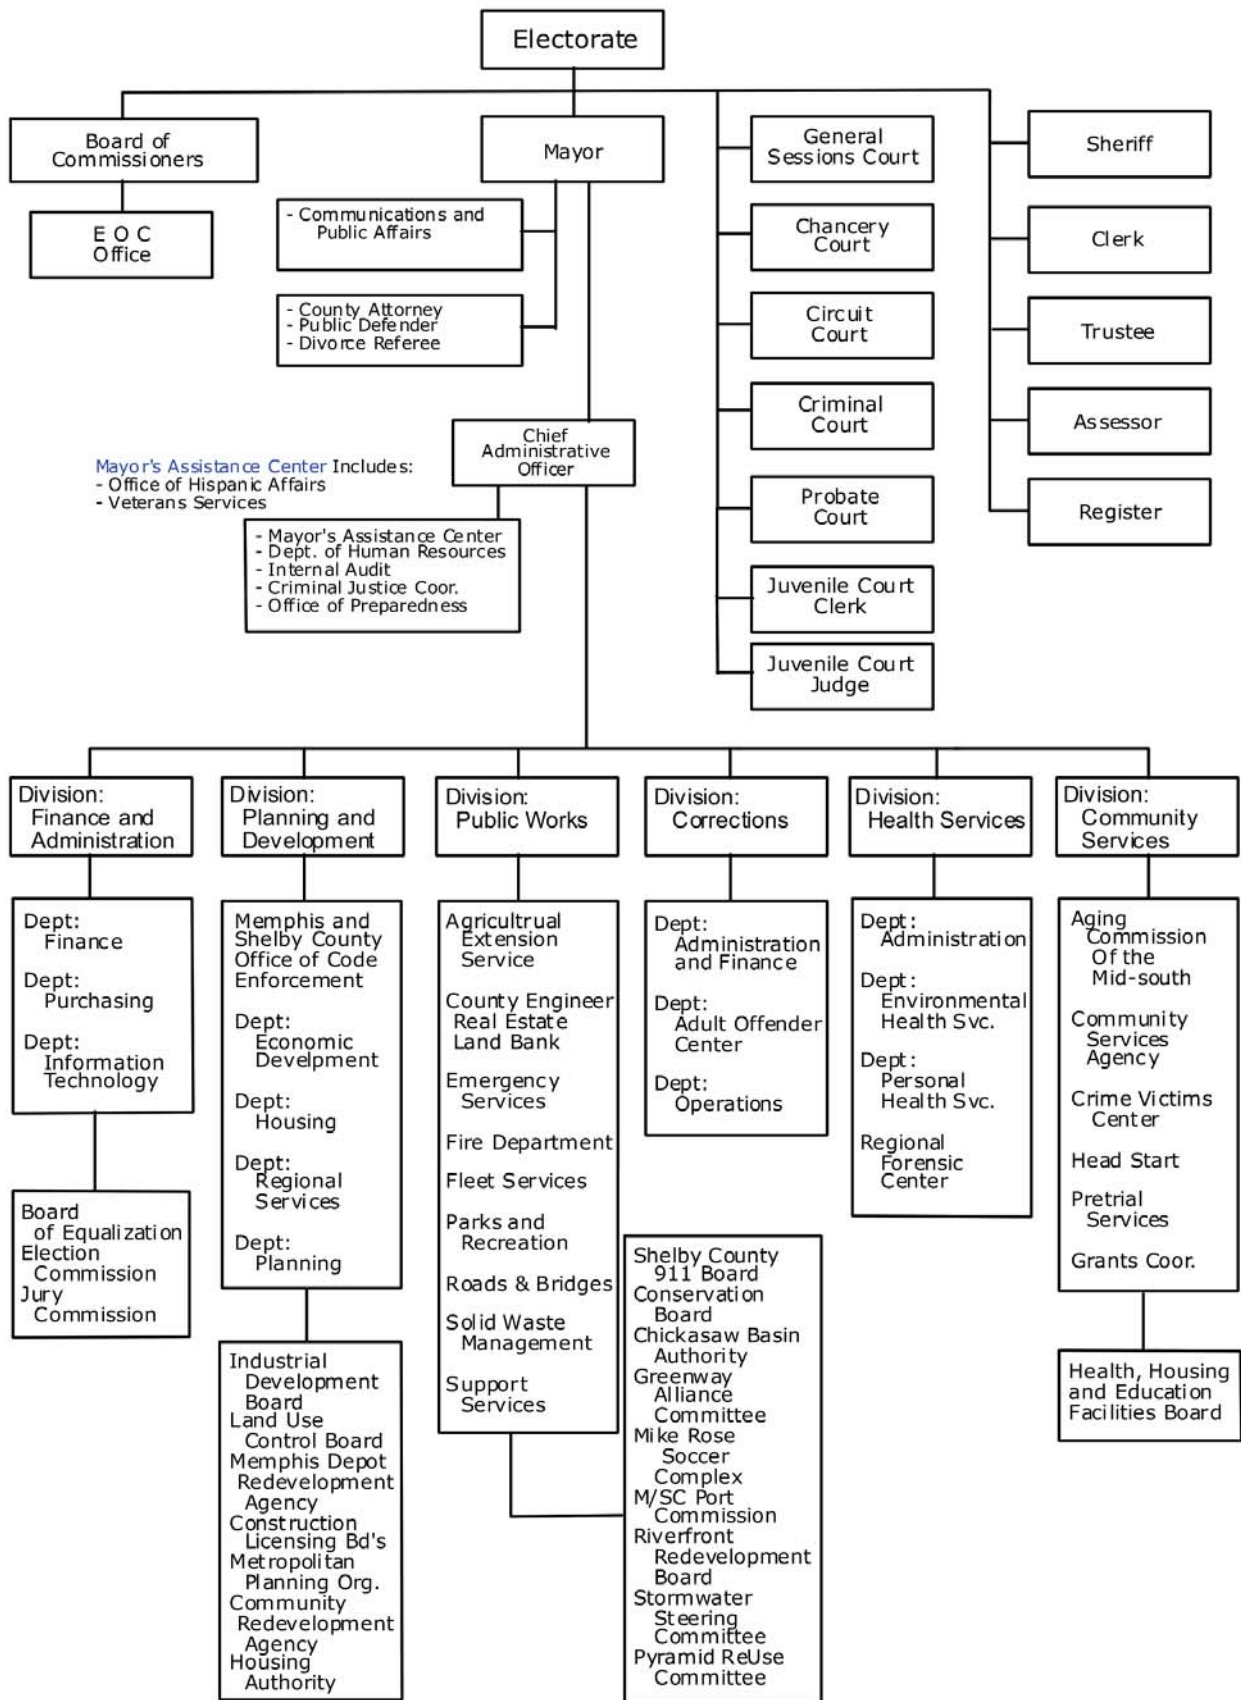 Electorate
Board of
Commissioners
E O C
Office
Mayor
- Communications and
Public Affairs
- County Attorney
- Public Defender
- Divorce Referee
Chief
Administrative
Officer
Mayor's Assistance Center Includes:
- Office of Hispanic Affairs
- Veterans Services
- Mayor's Assistance Center
- Dept. of Human Resources
- Internal Audit
- Criminal Justice Coor.
- Office of Preparedness
General
Sessions Court
Chancery
Court
Circuit
Court
Criminal
Court
Probate
Court
Juvenile Court
Clerk
Juvenile Court
Judge
Sheriff
Clerk
Trustee
Assessor
Register
Division:
Finance and
Administration
Dept:
Finance
Dept:
Purchasing
Dept:
Information
Technology
Board
of Equalization
Election
Commission
Jury
Commission
Division:
Planning and
Development
Memphis and
Shelby County
Office of Code
Enforcement
Dept:
Economic
Develpment
Dept:
Housing
Dept:
Regional
Services
Dept:
Planning
Industrial
Development
Board
Land Use
Control Board
Memphis Depot
Redevelopment
Agency
Construction
Licensing Bd's
Metropolitan
Planning Org.
Community
Redevelopment
Agency
Housing
Authority
Division:
Public Works
Agricultrual
Extension
Service
County Engineer
Real Estate
Land Bank
Emergency
Services
Fire Department
Fleet Services
Parks and
Recreation
Roads & Bridges
Solid Waste
Management
Support
Services
Shelby County
911 Board
Conservation
Board
Chickasaw Basin
Authority
Greenway
Alliance
Committee
Mike Rose
Soccer
Complex
M/SC Port
Commission
Riverfront
Redevelopment
Board
Stormwater
Steering
Committee
Pyramid ReUse
Committee
Division:
Corrections
Dept:
Administration
and Finance
Dept:
Adult Offender
Center
Dept:
Operations
Division:
Health Services
Dept:
Administration
Dept:
Environmental
Health Svc.
Dept:
Personal
Health Svc.
Regional
Forensic
Center
Division:
Community
Services
Aging
Commission
Of the
Mid-south
Community
Services
Agency
Crime Victims
Center
Head Start
Pretrial
Services
Grants Coor.
Health, Housing
and Education
Facilities Board